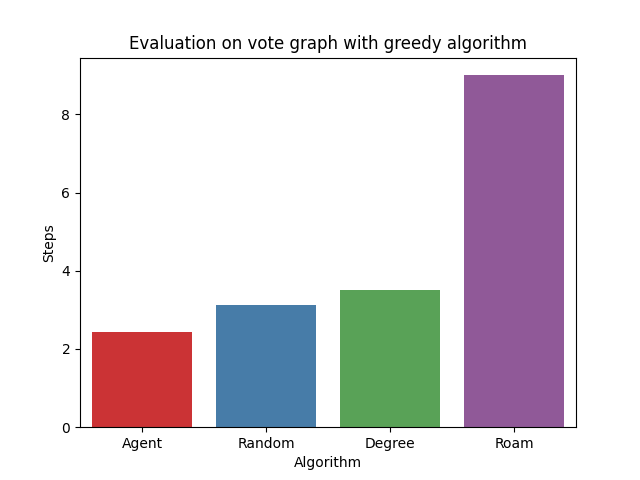 Evaluation on vote graph with greedy algorithm
8
6
4
2
0
Steps
Agent Random Degree Roam
Algorithm